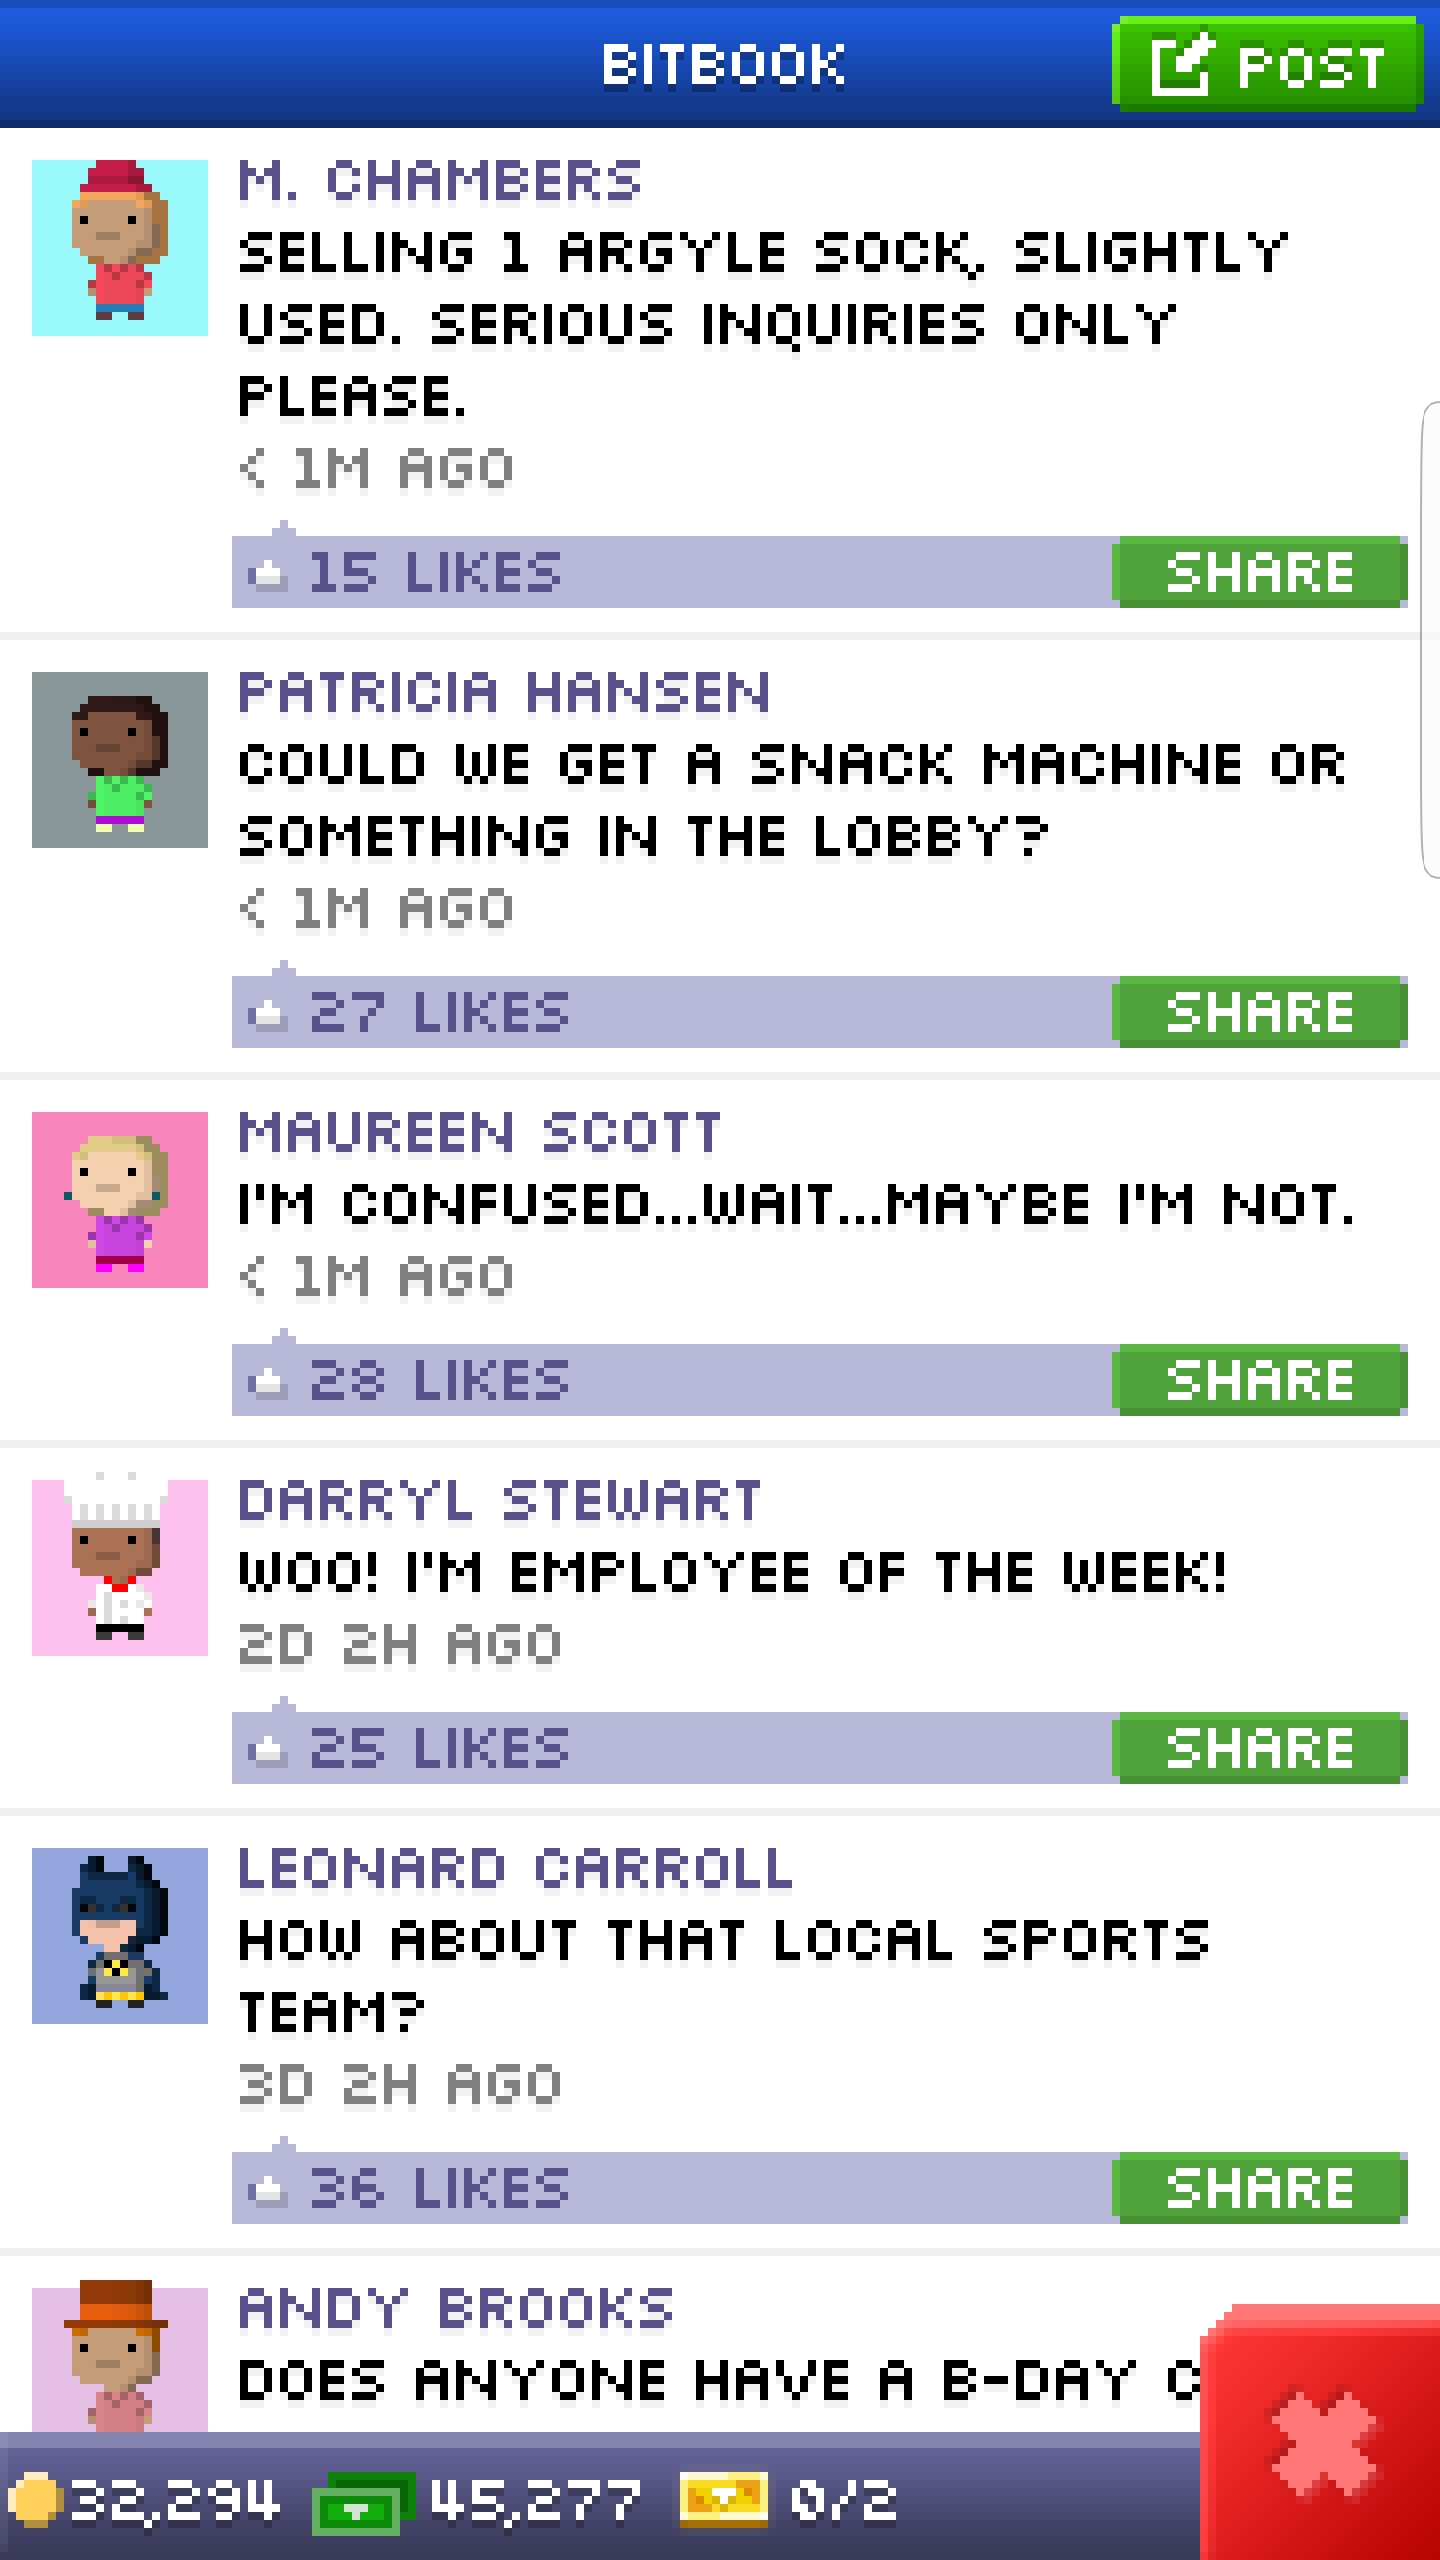 BITBOOK
POST
M. CHAMBERS
SELLING 1 ARGYLE SOCK, SLIGHTLY
USED. SERIOUS INQUIRIES ONLY
PLEASE.
< 1M AGO
15 LIKES
SHARE
PATRICIA HANSEN
COULD WE GET A SNACK MACHINE OR
SOMETHING IN THE LOBBY?
< 1M AGO
27 LIKES
SHARE
MAUREEN SCOTT
I'M CONFUSED...WAIT...MAYBE I'M NOT.
< 1M AGO
28 LIKES
SHARE
DARRYL STEWART
WOO! I'M EMPLOYEE OF THE WEEK!
2D 2H AGO
25 LIKES
SHARE
LEONARD CARROLL
HOW ABOUT THAT LOCAL SPORTS
TEAM?
3D 2H AGO
36 LIKES
SHARE
ANDY BROOKS
DOES ANYONE HAVE A B-DAY
32,294
45,277
0/2